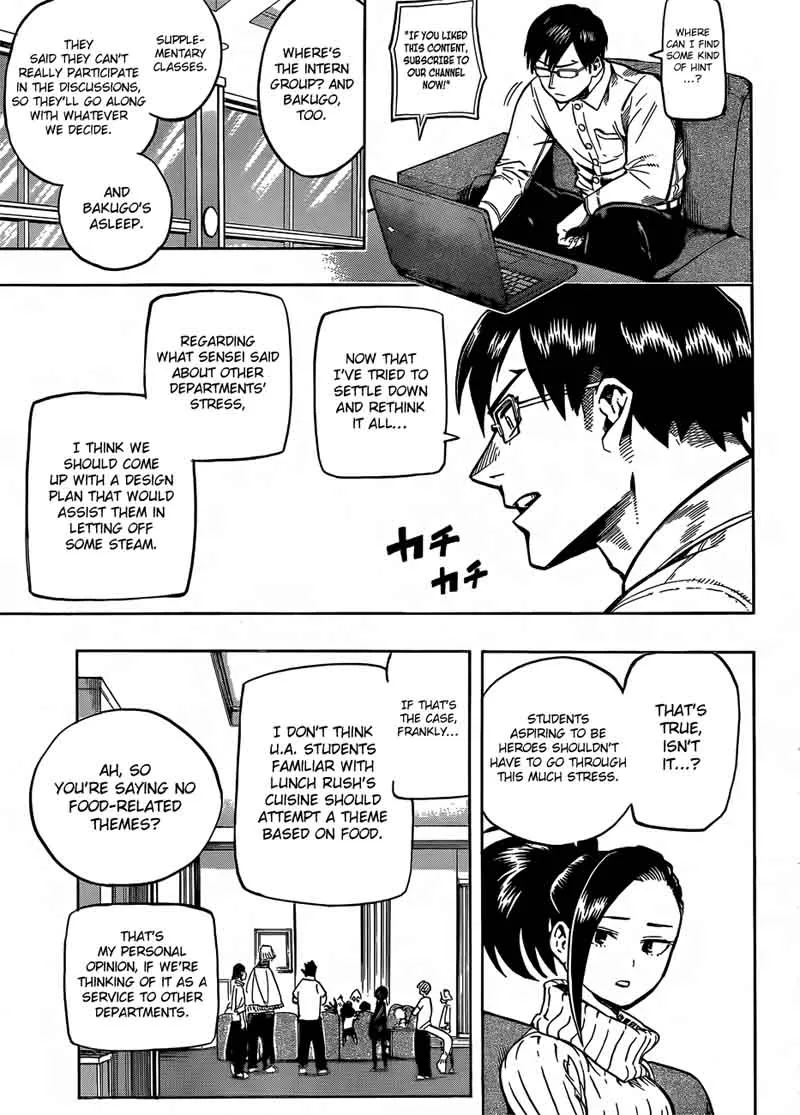 WHERE
CAN I FIND
SOME KIND
OF HINT
...?
"IF YOU LIKED
THIS CONTENT,
SUBSCRIBE TO
OUR CHANNEL
NOW!"
WHERE'S
THE INTERN
GROUP? AND
BAKUGO,
TOO.
SUPPLE-
MENTARY
CLASSES.
THEY
SAID THEY CAN'T
REALLY PARTICIPATE
IN THE DISCUSSIONS,
SO THEY'LL GO ALONG
WITH WHATEVER
WE DECIDE.
AND
BAKUGO'S
ASLEEP.
NOW THAT
I'VE TRIED TO
SETTLE DOWN
AND RETHINK
IT ALL...
REGARDING
WHAT SENSEI SAID
ABOUT OTHER
DEPARTMENTS'
STRESS,
I THINK WE
SHOULD COME
UP WITH A DESIGN
PLAN THAT WOULD
ASSIST THEM IN
LETTING OFF
SOME STEAM.
カチ
カチ
THAT'S
TRUE,
ISN'T
IT...?
STUDENTS
ASPIRING TO BE
HEROES SHOULDN'T
HAVE TO GO THROUGH
THIS MUCH STRESS.
IF THAT'S
THE CASE,
FRANKLY...
I DON'T THINK
U.A. STUDENTS
FAMILIAR WITH
LUNCH RUSH'S
CUISINE SHOULD
ATTEMPT A THEME
BASED ON FOOD.
AH, SO
YOU'RE SAYING NO
FOOD-RELATED
THEMES?
THAT'S
MY PERSONAL
OPINION, IF WE'RE
THINKING OF IT AS A
SERVICE TO OTHER
DEPARTMENTS.